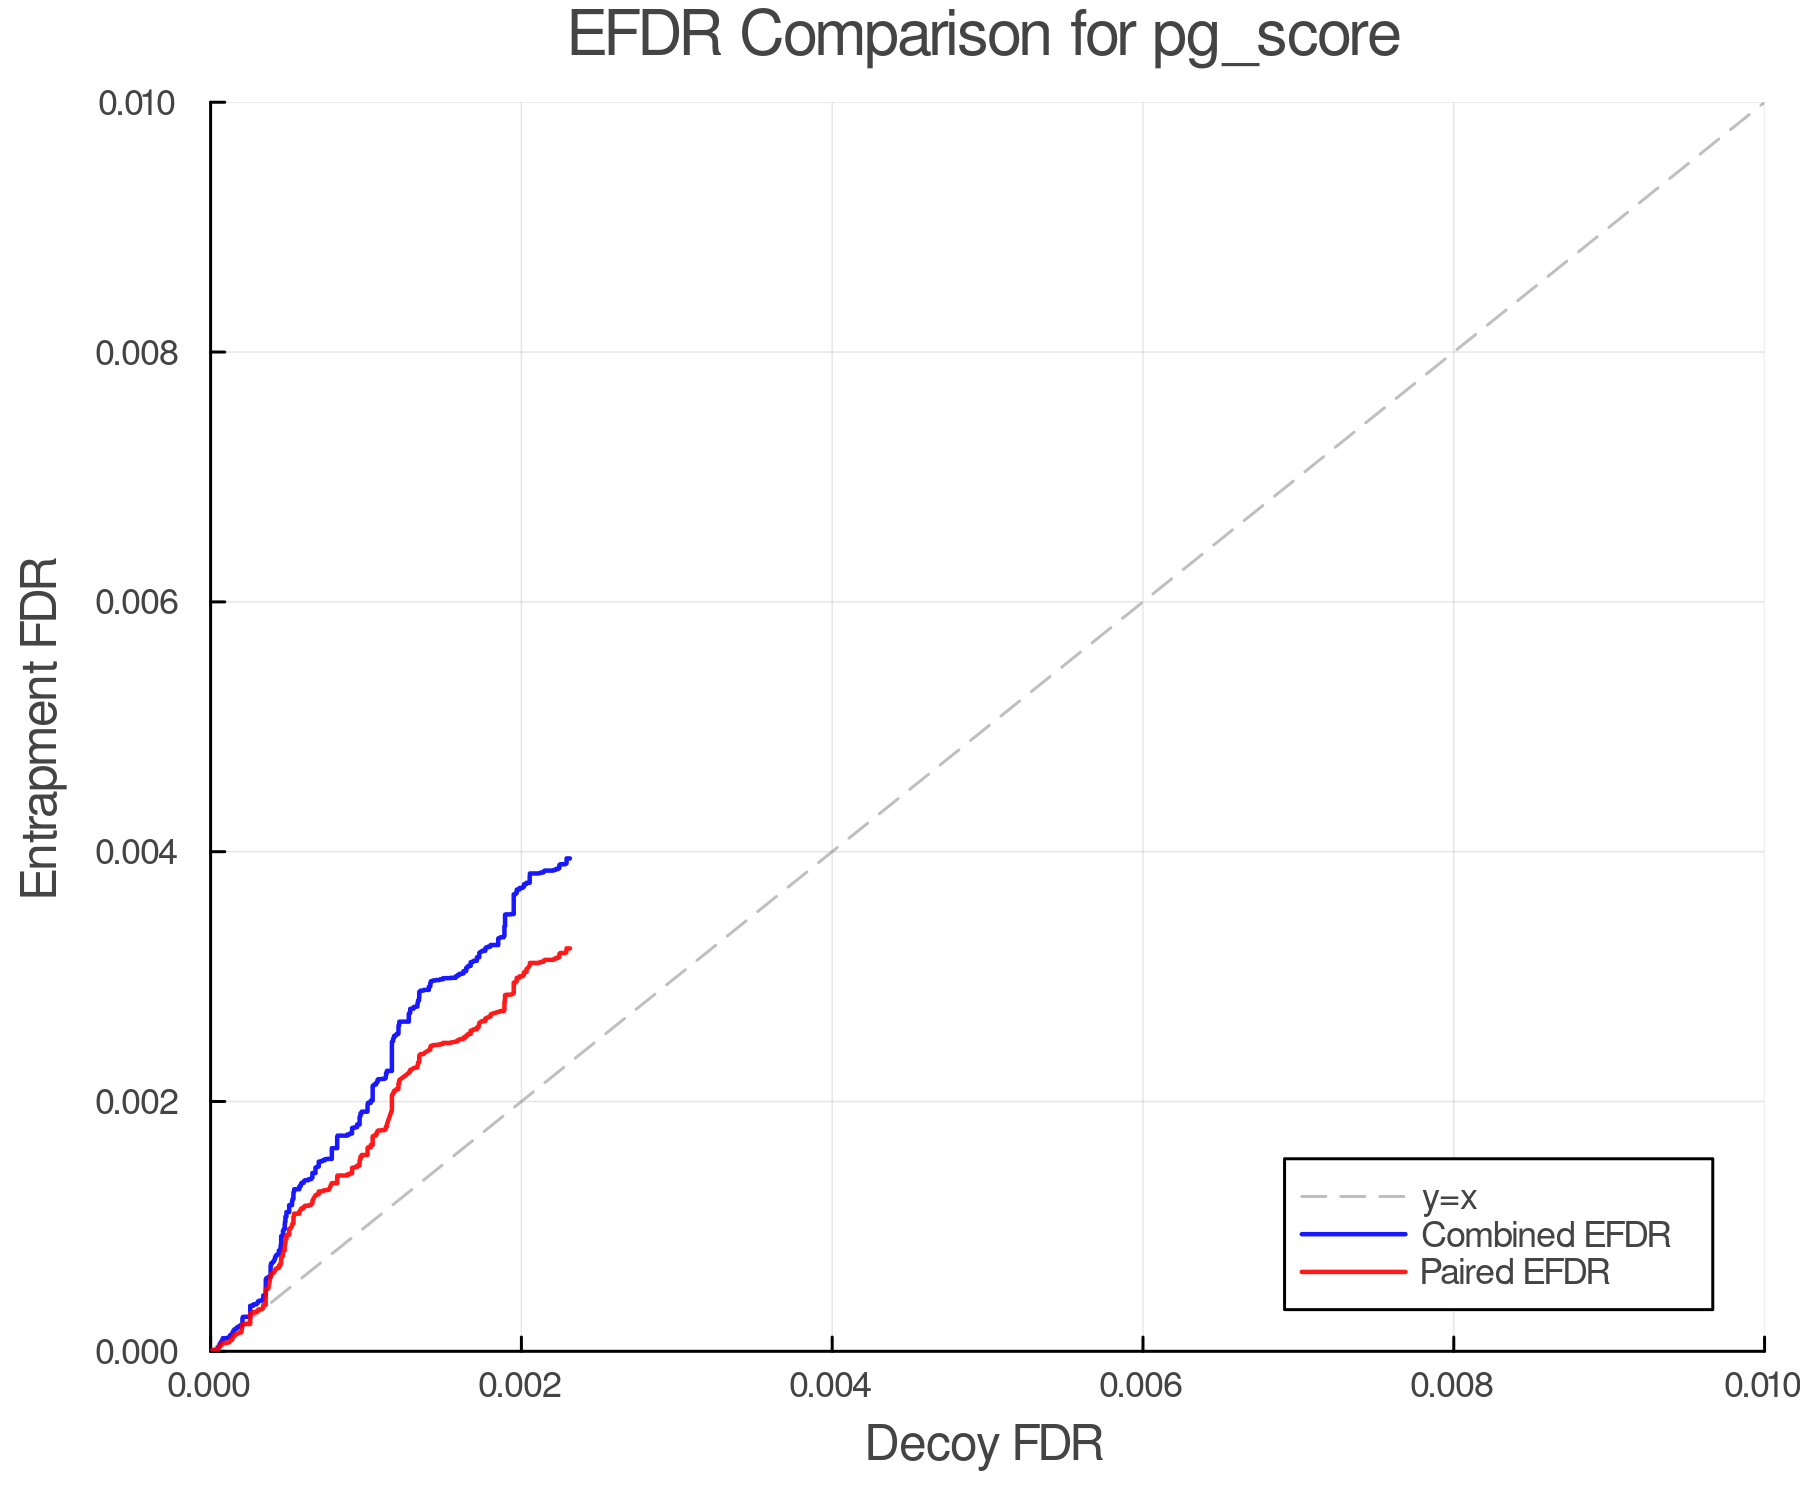 EFDR Comparison for pg_score
0.010
0.008
0.006
0.004
0.002
0.000
Entrapment FDR
0.000 0.002 0.004 0.006 0.008 0.010
Decoy FDR
y=x
Combined EFDR
Paired EFDR